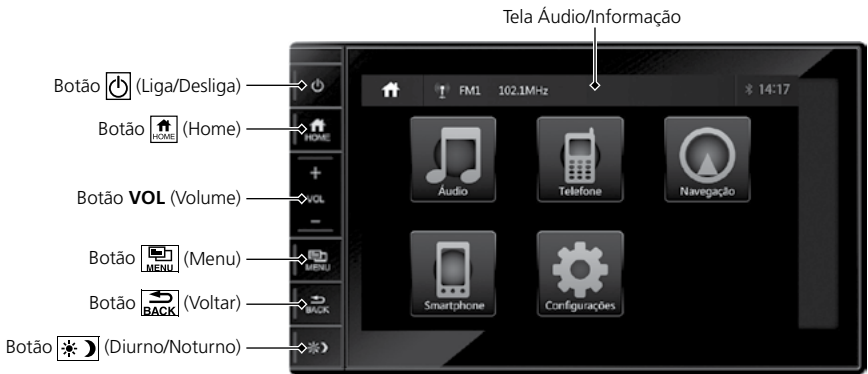 Tela Áudio/Informação
Botão (Liga/Desliga)
Botão HOME (Home)
Botão VOL (Volume)
Botão MENU (Menu)
Botão BACK (Voltar)
Botão (Diurno/Noturno)
HOME
+
VOL
−
MENU
BACK
FM1 102.1MHz 14:17
Áudio Telefone Navegação
Smartphone Configurações